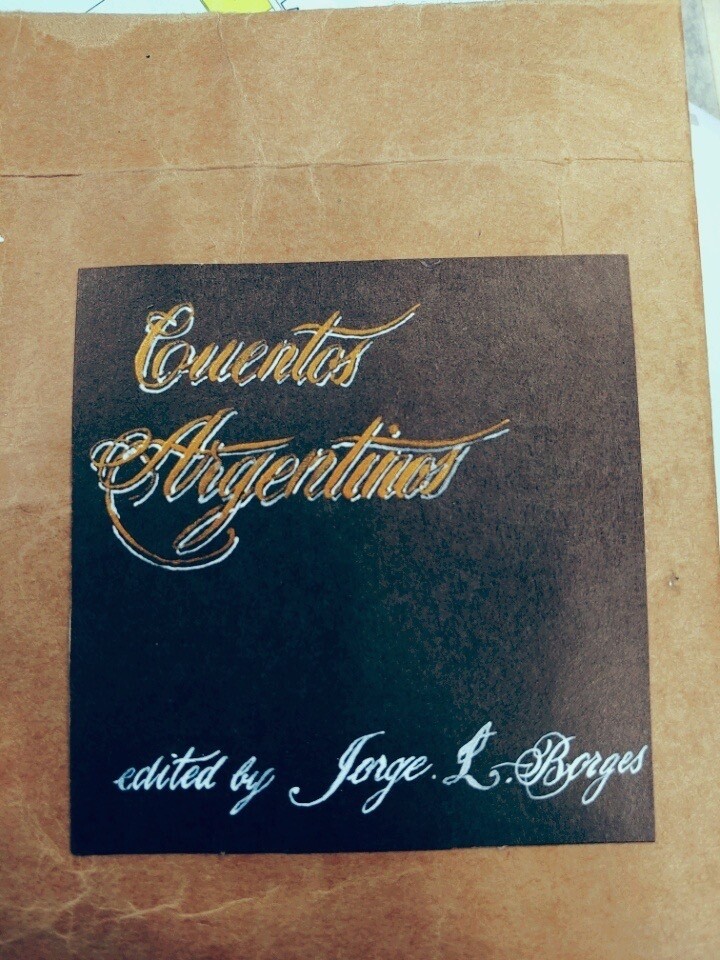 Cuentos
Argentinos
edited by Jorge. L. Borges